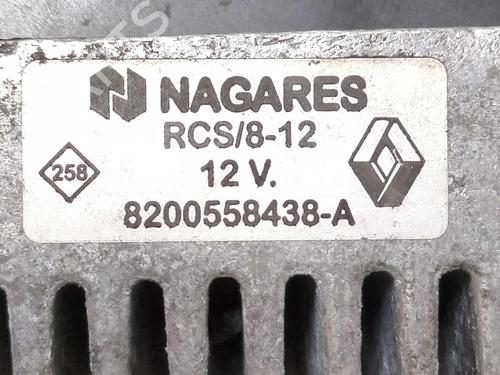 NAGARES
RCS/8-12
258
12 V.
8200558438-A